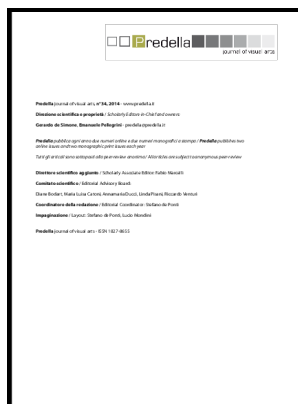 Predella
journal of visual arts
Predella journal of visual arts, n°34, 2014 - www.predella.it
Direzione scientifica e proprietà / Scholarly Editors-in-Chief and owners:
Gerardo de Simone, Emanuele Pellegrini - predella@predella.it
Predella pubblica ogni anno due numeri online e due numeri monografici a stampa / Predella publishes two
online issues and two monographic print issues each year
Tutti gli articoli sono sottoposti alla peer-review anonima / All articles are subject to anonymous peer-review
Direttore scientifico aggiunto / Scholarly Associate Editor: Fabio Marcelli
Comitato scientifico / Editorial Advisory Board:
Diane Bodart, Maria Luisa Catoni, Annamaria Ducci, Linda Pisani, Riccardo Venturi
Coordinatore della redazione / Editorial Coordinator: Stefano de Ponti
Impaginazione / Layout: Stefano de Ponti, Lucio Mondini
Predella journal of visual arts - ISSN 1827-8655